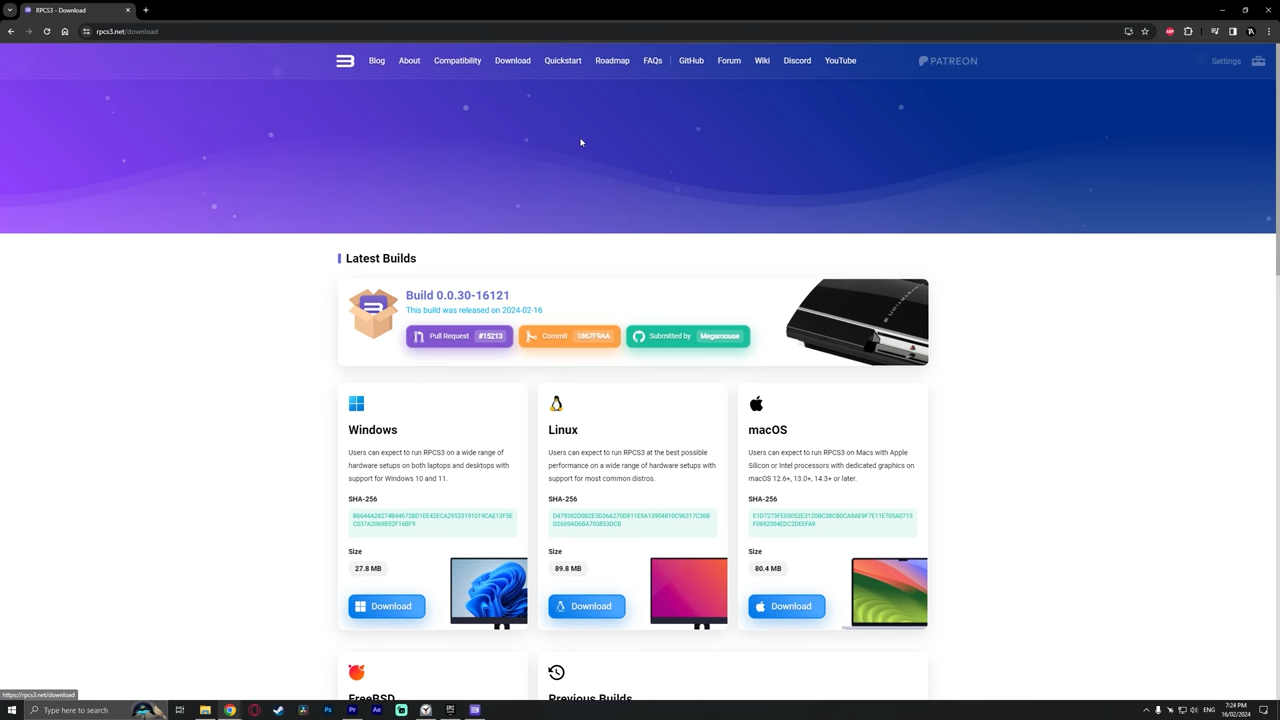 RPCS3 - Download
rpcs3.net/download
Blog About Compatibility Download Quickstart Roadmap FAQs GitHub Forum Wiki Discord YouTube PATREON Settings
Latest Builds
Build 0.0.30-16121
This build was released on 2024-02-16
Pull Request #15213 Commit 1867F9AA Submitted by Megamouse
Windows
Users can expect to run RPCS3 on a wide range of
hardware setups on both laptops and desktops with
support for Windows 10 and 11.
SHA-256
Size
27.8 MB
Download
Linux
Users can expect to run RPCS3 at the best possible
performance on a wide range of hardware setups with
support for most common distros.
SHA-256
Size
89.8 MB
Download
macOS
Users can expect to run RPCS3 on Macs with Apple
Silicon or Intel processors with dedicated graphics on
macOS 12.6+, 13.0+, 14.3+ or later.
SHA-256
Size
80.4 MB
Download
FreeBSD
Previous Builds
https://rpcs3.net/download
Type here to search
ENG
7:24 PM
16/02/2024